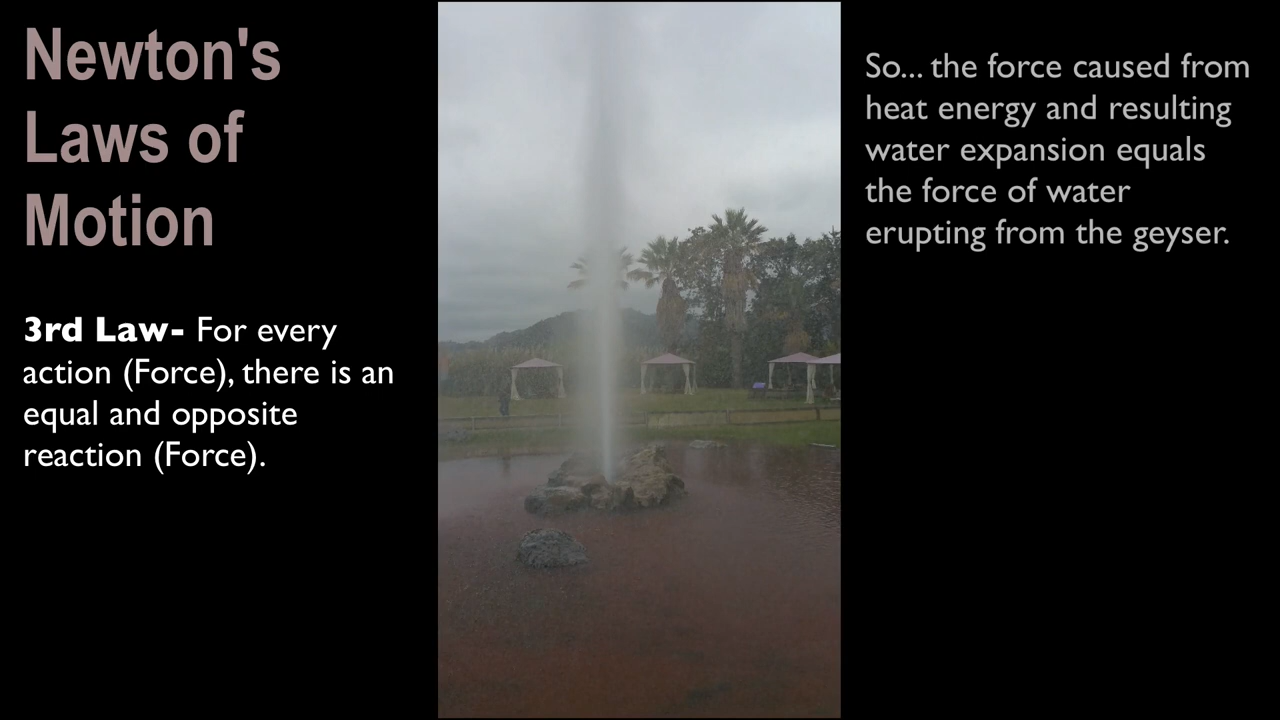 Newton's
Laws of
Motion
3rd Law- For every
action (Force), there is an
equal and opposite
reaction (Force).
So... the force caused from
heat energy and resulting
water expansion equals
the force of water
erupting from the geyser.